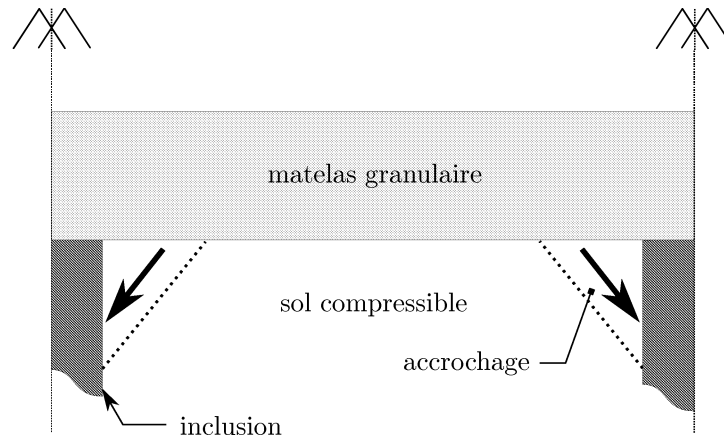 matelas granulaire
sol compressible
accrochage
inclusion